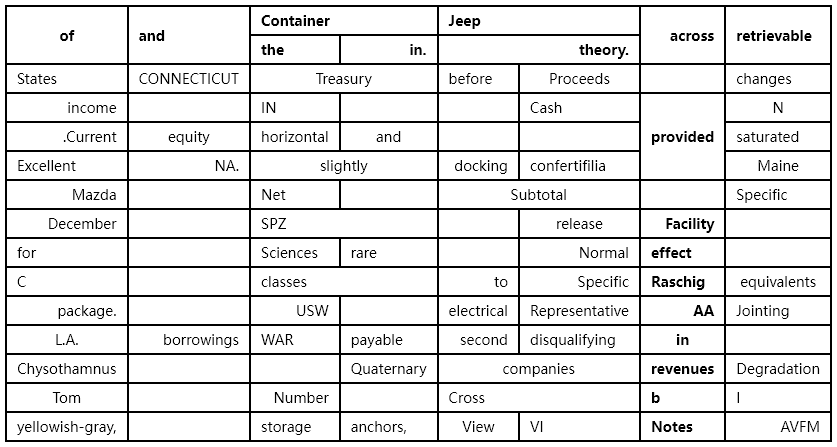 of and Container Jeep across retrievable
the in. theory.
States CONNECTICUT Treasury before Proceeds changes
income IN Cash provided N
.Current equity horizontal and saturated
Excellent NA. slightly docking confertifilia Maine
Mazda Net Subtotal Specific
December SPZ release Facility
for Sciences rare Normal effect
C classes to Specific Raschig equivalents
package. USW electrical Representative AA Jointing
L.A. borrowings WAR payable second disqualifying in
Chysothamnus Quaternary companies revenues Degradation
Tom Number Cross b I
yellowish-gray, storage anchors, View VI Notes AVFM